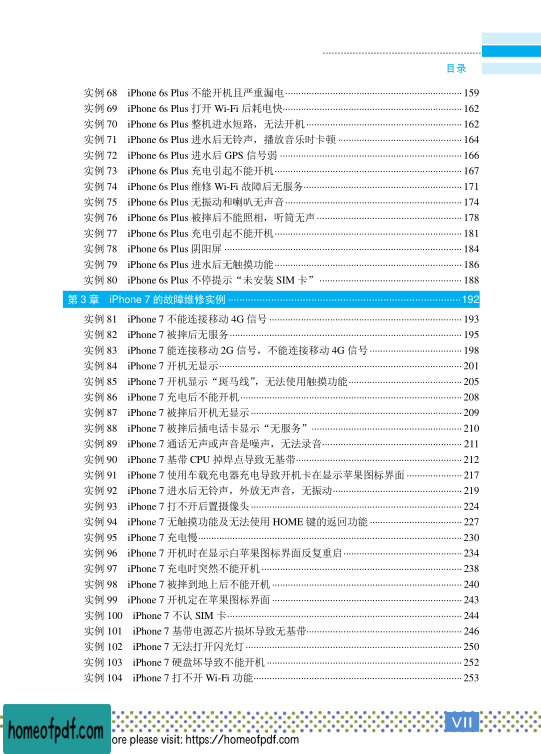 目录
实例 68 iPhone 6s Plus 不能开机且严重漏电 159
实例 69 iPhone 6s Plus 打开 Wi-Fi 后耗电快 162
实例 70 iPhone 6s Plus 整机进水短路，无法开机 162
实例 71 iPhone 6s Plus 进水后无铃声，播放音乐时卡顿 164
实例 72 iPhone 6s Plus 进水后 GPS 信号弱 166
实例 73 iPhone 6s Plus 充电引起不能开机 167
实例 74 iPhone 6s Plus 维修 Wi-Fi 故障后无服务 171
实例 75 iPhone 6s Plus 无振动和喇叭无声音 174
实例 76 iPhone 6s Plus 被摔后不能照相，听筒无声 178
实例 77 iPhone 6s Plus 充电引起不能开机 181
实例 78 iPhone 6s Plus 阴阳屏 184
实例 79 iPhone 6s Plus 进水后无触摸功能 186
实例 80 iPhone 6s Plus 不停提示“未安装 SIM 卡” 188
第 3 章 iPhone 7 的故障维修实例 192
实例 81 iPhone 7 不能连接移动 4G 信号 193
实例 82 iPhone 7 被摔后无服务 195
实例 83 iPhone 7 能连接移动 2G 信号，不能连接移动 4G 信号 198
实例 84 iPhone 7 开机无显示 201
实例 85 iPhone 7 开机显示“斑马线”，无法使用触摸功能 205
实例 86 iPhone 7 充电后不能开机 208
实例 87 iPhone 7 被摔后开机无显示 209
实例 88 iPhone 7 被摔后插电话卡显示“无服务” 210
实例 89 iPhone 7 通话无声或声音是噪声，无法录音 211
实例 90 iPhone 7 基带 CPU 掉焊点导致无基带 212
实例 91 iPhone 7 使用车载充电器充电导致开机卡在显示苹果图标界面 217
实例 92 iPhone 7 进水后无铃声，外放无声音，无振动 219
实例 93 iPhone 7 打不开后置摄像头 224
实例 94 iPhone 7 无触摸功能及无法使用 HOME 键的返回功能 227
实例 95 iPhone 7 充电慢 230
实例 96 iPhone 7 开机时在显示白苹果图标界面反复重启 234
实例 97 iPhone 7 充电时突然不能开机 238
实例 98 iPhone 7 被摔到地上后不能开机 240
实例 99 iPhone 7 开机定在苹果图标界面 243
实例 100 iPhone 7 不认 SIM 卡 244
实例 101 iPhone 7 基带电源芯片损坏导致无基带 246
实例 102 iPhone 7 无法打开闪光灯 250
实例 103 iPhone 7 硬盘坏导致不能开机 252
实例 104 iPhone 7 打不开 Wi-Fi 功能 253
VII
homeofpdf.com
ore please visit: https://homeofpdf.com